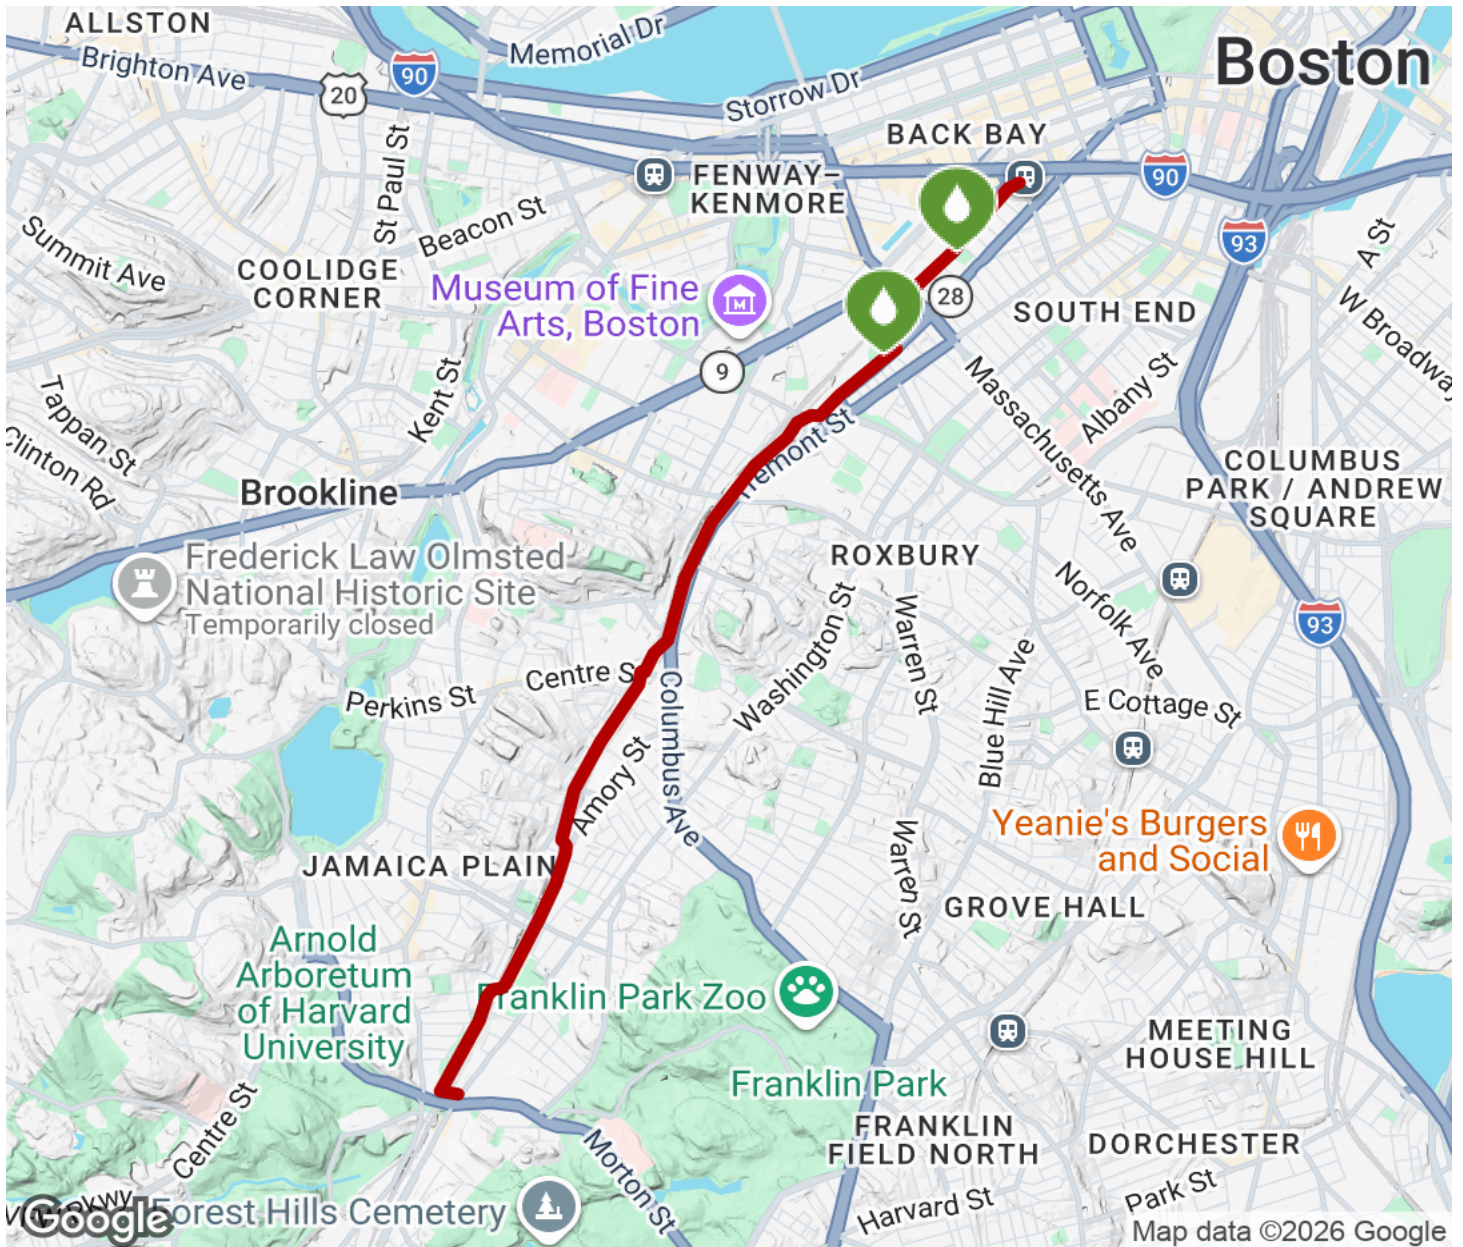 ALLSTON
Brighton Ave
20
90
Memorial Dr
Storrow Dr
Boston
BACK BAY
FENWAY–
KENMORE
90
93
St Paul St
Beacon St
Summit Ave
COOLIDGE
CORNER
Museum of Fine
Arts, Boston
28
SOUTH END
A St
W Broadway
9
Kent St
Tappan St
Clinton Rd
Massachusetts Ave
Albany St
Tremont St
COLUMBUS
PARK / ANDREW
SQUARE
Brookline
Frederick Law Olmsted
National Historic Site
Temporarily closed
ROXBURY
Norfolk Ave
93
Washington St
Warren St
Blue Hill Ave
Centre St
Perkins St
Columbus Ave
E Cottage St
Amory St
Yeanie's Burgers
and Social
JAMAICA PLAIN
Warren St
GROVE HALL
Arnold
Arboretum
of Harvard
University
Franklin Park Zoo
MEETING
HOUSE HILL
Franklin Park
FRANKLIN
FIELD NORTH
DORCHESTER
Centre St
Morton St
Park St
Harvard St
Forest Hills Cemetery
Google
Map data ©2026 Google